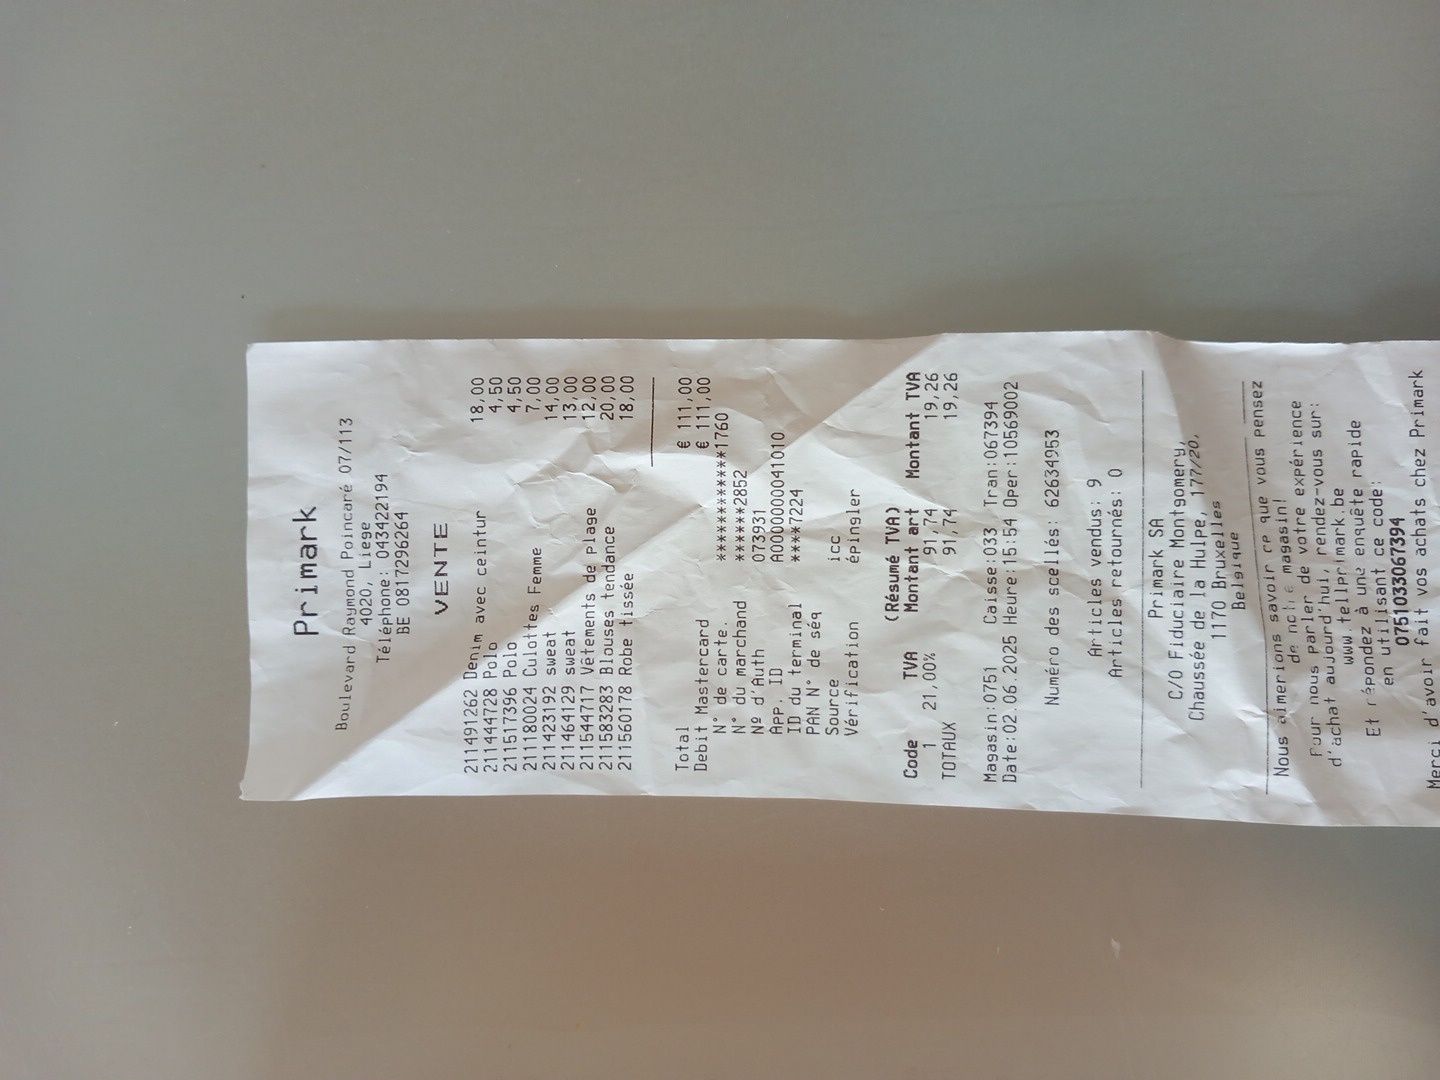 Primark
Boulevard Raymond Poincaré 07/113
4020, Liege
Téléphone: 043422194
BE 0817296264
VENTE
211491262 Denim avec ceintur 18,00
211444728 Polo 4,50
211517396 Polo 4,50
211180024 Culottes Femme 7,00
211423192 sweat 14,00
211464129 sweat 13,00
211544717 Vêtements de plage 12,00
211583283 Blouses tendance 20,00
211560178 Robe tissée 18,00
Total € 111,00
Debit Mastercard € 111,00
N° de carte. ************1760
N° du marchand ******2852
Nº d'Auth 073931
App. ID A0000000041010
ID du terminal ****7224
PAN N° de séq
Source icc
Vérification épingler
(Résumé TVA)
Code TVA Montant art Montant TVA
1 21,00% 91,74 19,26
TOTAUX 91,74 19,26
Magasin:0751 Caisse:033 Tran:067394
Date:02.06.2025 Heure:15:54 Oper:10569002
Numéro des scellés: 62634953
Articles vendus: 9
Articles retournés: 0
Primark SA
C/O Fiduciaire Montgomery,
Chaussée de la Hulpe, 177/20,
1170 Bruxelles
Belgique
Nous aimerions savoir ce que vous pensez
de notre magasin!
Pour nous parler de votre expérience
d'achat aujourd'hui, rendez-vous sur:
www.tellprimark.be
Et répondez à une enquête rapide
en utilisant ce code:
0751033067394
Merci d'avoir fait vos achats chez Primark